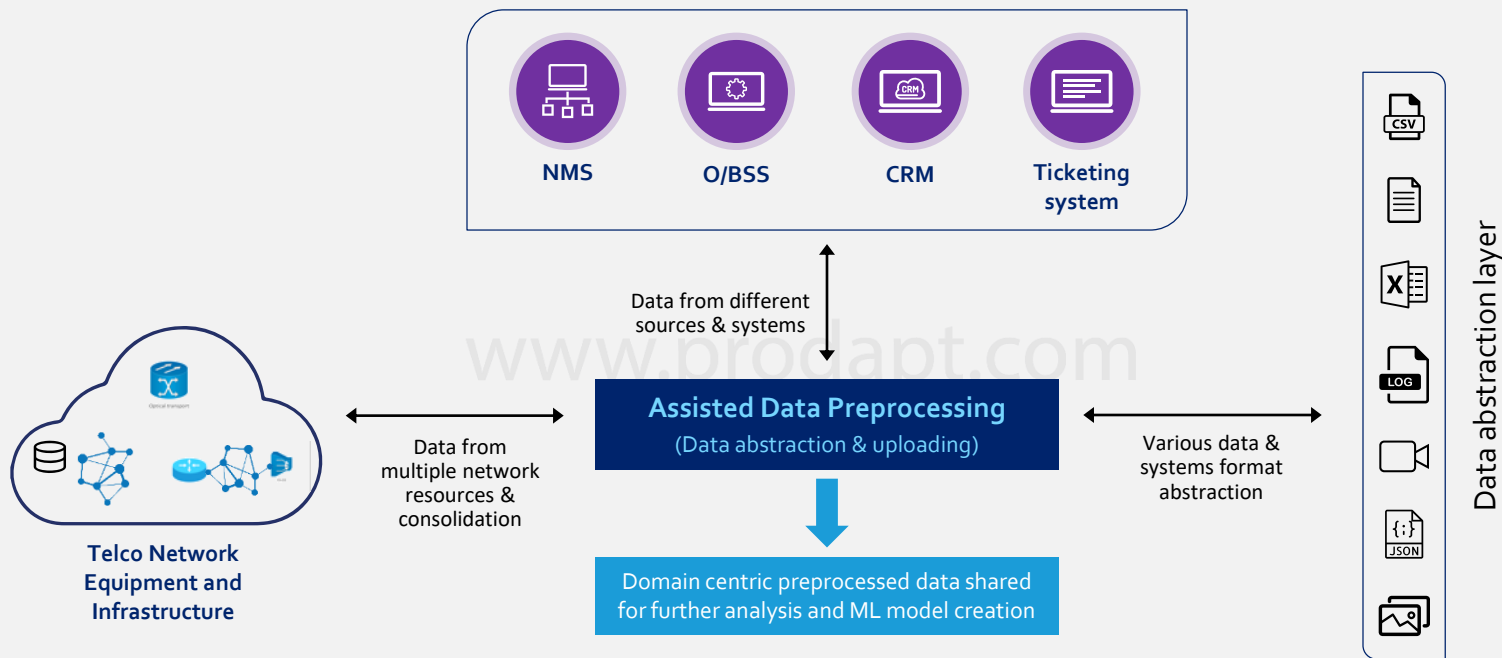 NMS
O/BSS
CRM
CRM
Ticketing
system
Data from different
sources & systems
www.prodapt.com
Optical transport
Telco Network
Equipment and
Infrastructure
Data from
multiple network
resources &
consolidation
Assisted Data Preprocessing
(Data abstraction & uploading)
Domain centric preprocessed data shared
for further analysis and ML model creation
Various data &
systems format
abstraction
CSV
X
LOG
{;}
JSON
Data abstraction layer